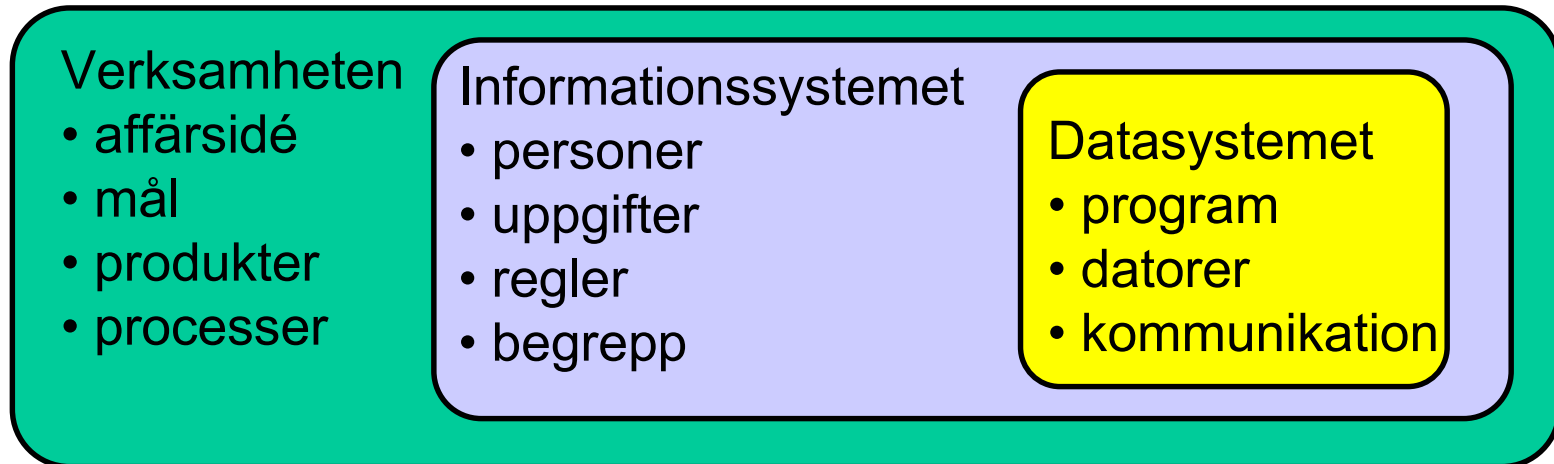 Verksamheten
• affärsidé
• mål
• produkter
• processer
Informationssystemet
• personer
• uppgifter
• regler
• begrepp
Datasystemet
• program
• datorer
• kommunikation